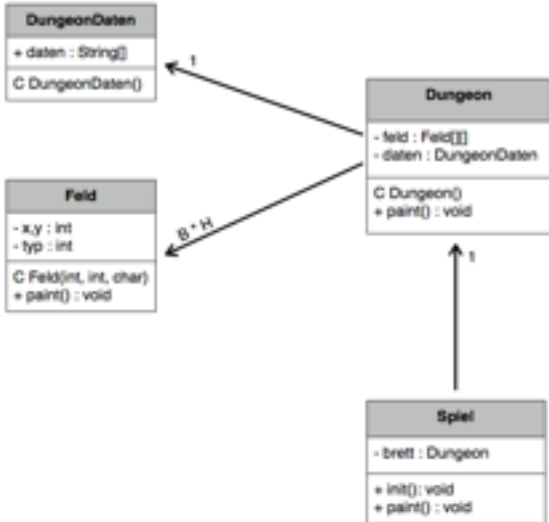 DungeonDaten
+ daten : String[]
C DungeonDaten()
1
Dungeon
- feld : Feld[][]
- daten : DungeonDaten
C Dungeon()
+ paint() : void
Feld
- x,y : int
- typ : int
C Feld(int, int, char)
+ paint() : void
B * H
1
Spiel
- brett : Dungeon
+ init(): void
+ paint() : void